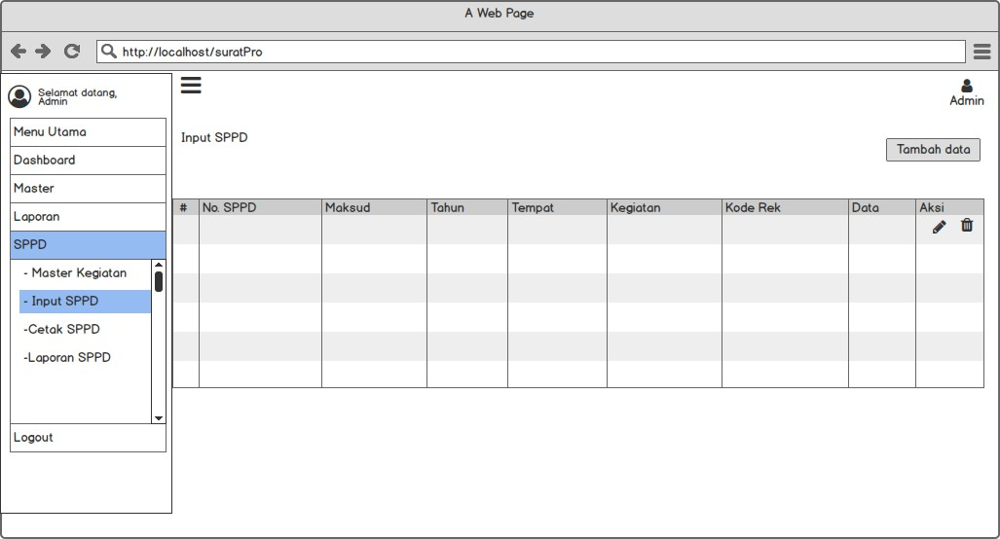 A Web Page
http://localhost/suratPro
Selamat datang,
Admin
Admin
Menu Utama
Dashboard
Master
Laporan
SPPD
- Master Kegiatan
- Input SPPD
-Cetak SPPD
-Laporan SPPD
Logout
Input SPPD
Tambah data
# No. SPPD Maksud Tahun Tempat Kegiatan Kode Rek Data Aksi